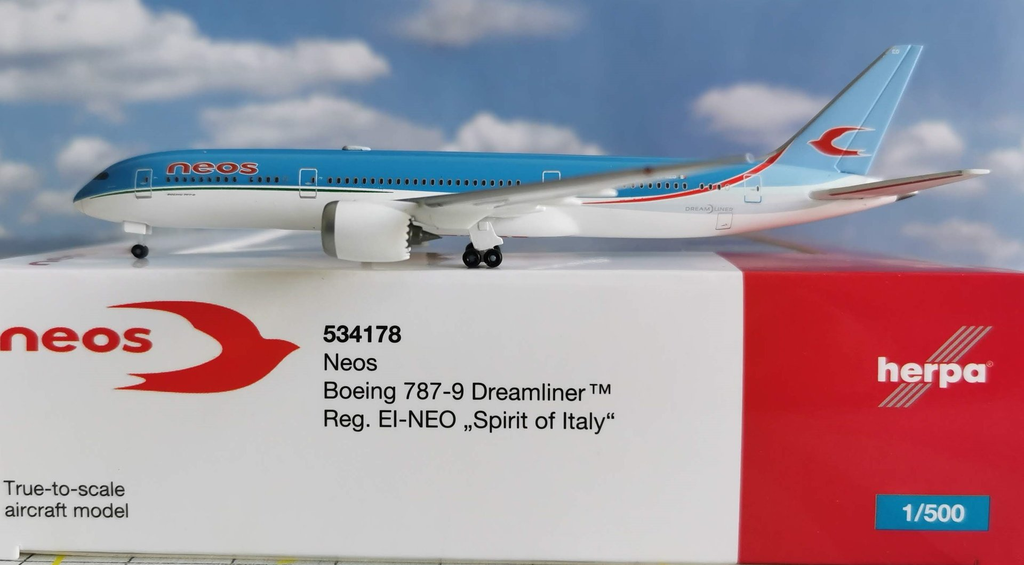 neos
DREAMLINER
neos
534178
Neos
Boeing 787-9 Dreamliner™
Reg. EI-NEO „Spirit of Italy“
herpa®
True-to-scale
aircraft model
1/500